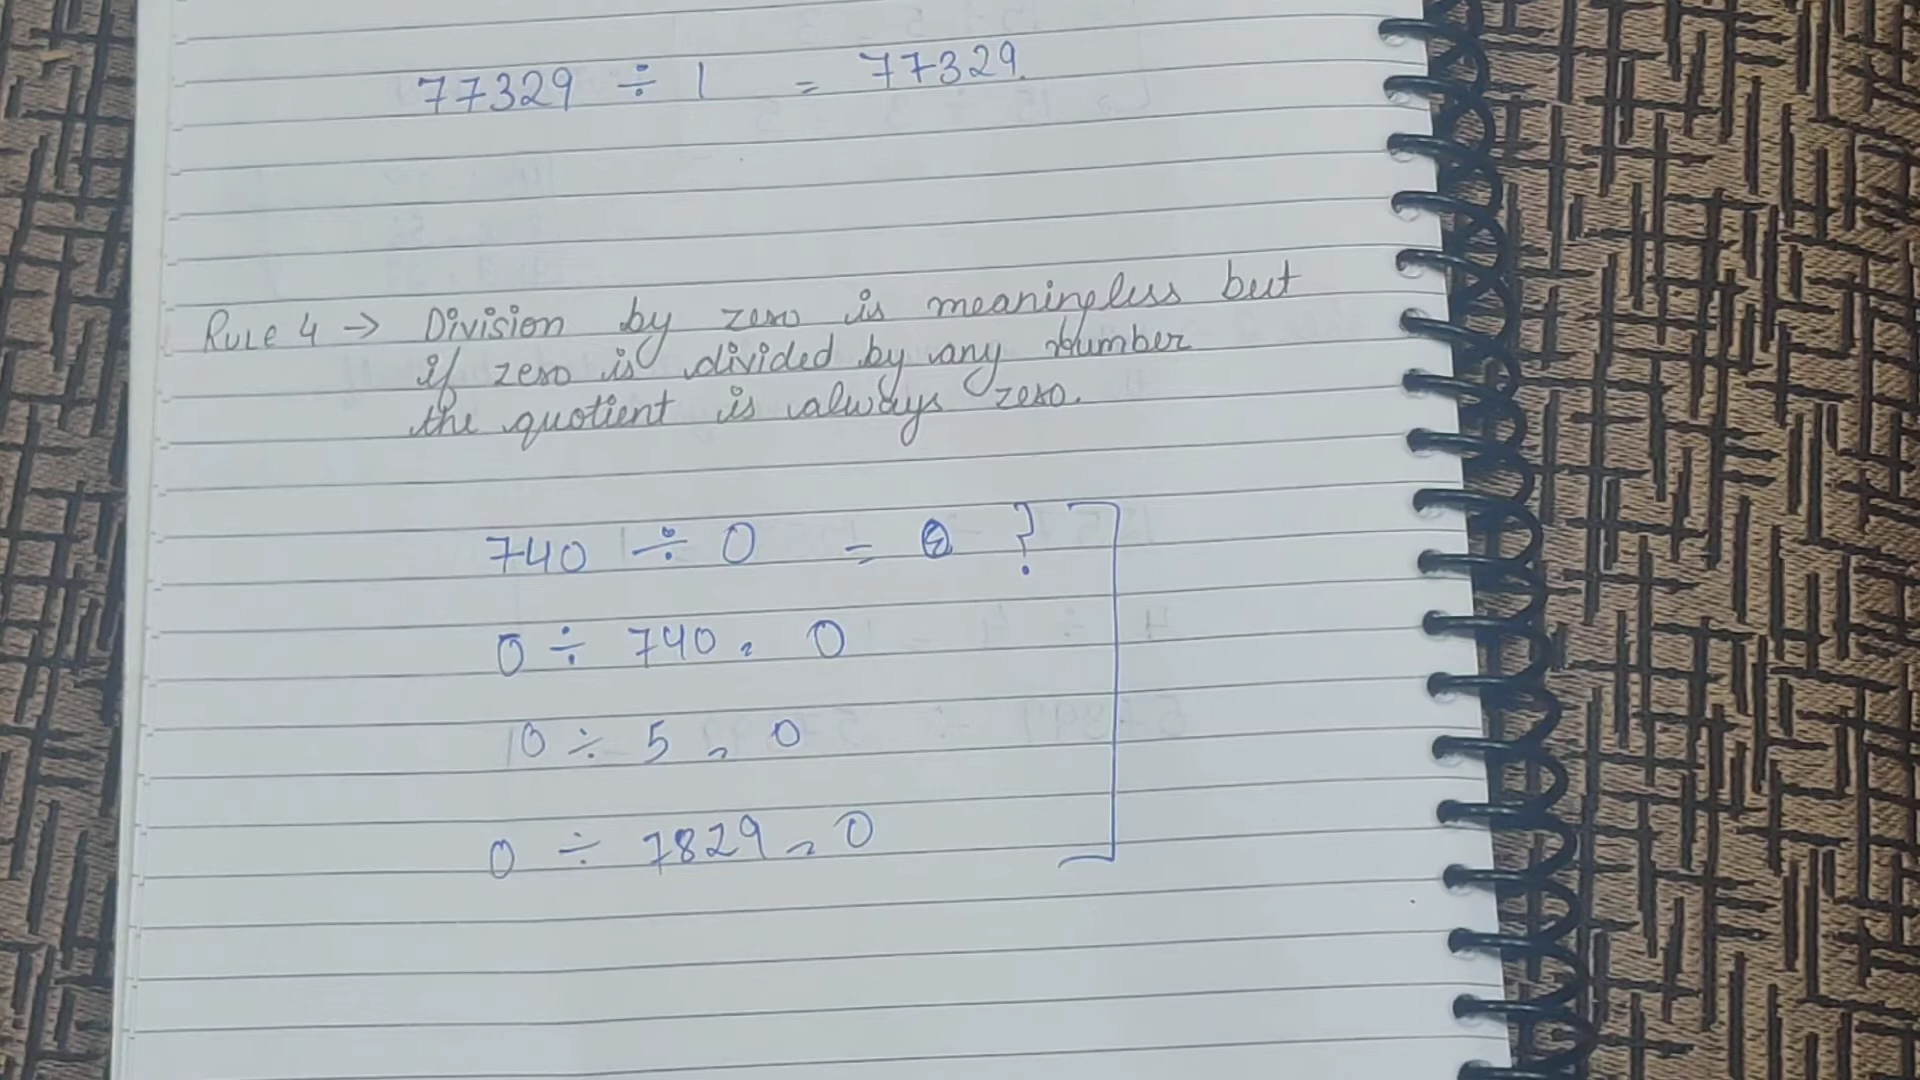 77329 ÷ 1 = 77329.
Rule 4 → Division by zero is meaningless but
if zero is divided by any number
the quotient is always zero.
740 ÷ 0 = ?
0 ÷ 740 = 0
0 ÷ 5 = 0
0 ÷ 7829 = 0